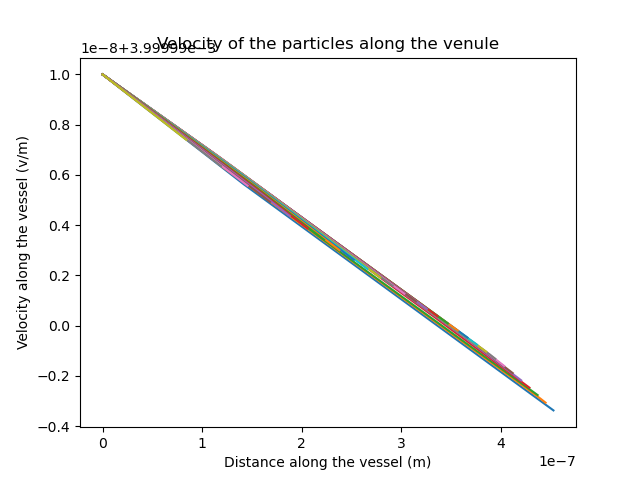 Velocity of the particles along the venule
1e−8+3.99999e−3
1.0
0.8
0.6
0.4
0.2
0.0
−0.2
−0.4
Velocity along the vessel (v/m)
0 1 2 3 4
1e−7
Distance along the vessel (m)